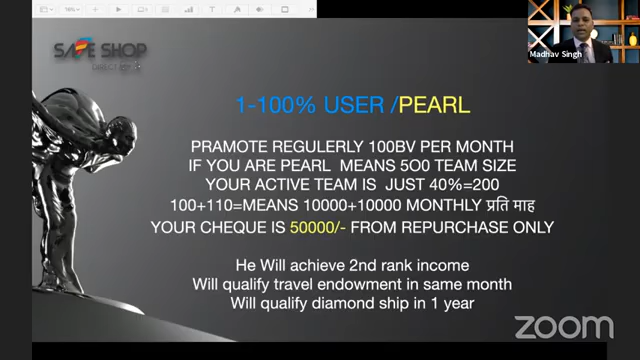 SAFE SHOP
Madhav Singh
1-100% USER /PEARL
PRAMOTE REGULERLY 100BV PER MONTH
IF YOU ARE PEARL MEANS 5O0 TEAM SIZE
YOUR ACTIVE TEAM IS JUST 40%=200
100+110=MEANS 10000+10000 MONTHLY प्रति माह
YOUR CHEQUE IS 50000/- FROM REPURCHASE ONLY
He Will achieve 2nd rank income
Will qualify travel endowment in same month
Will qualify diamond ship in 1 year
zoom